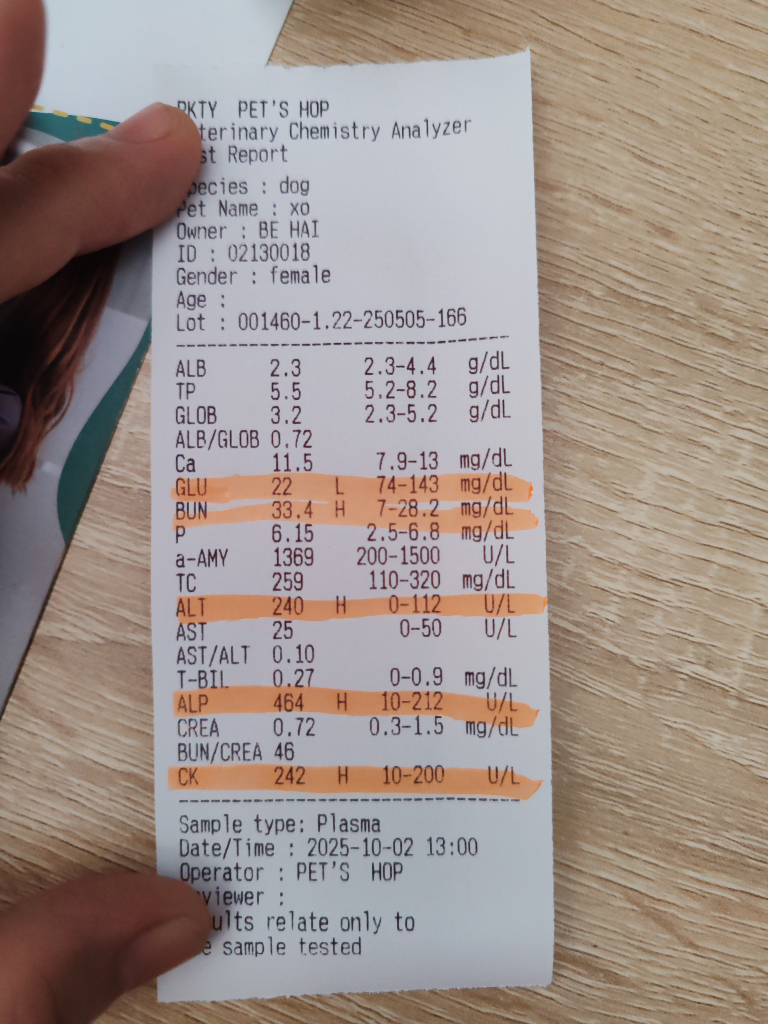 PKTY PET'S HOP
terinary Chemistry Analyzer
st Report
pecies : dog
Pet Name : xo
Owner : BE HAI
ID : 02130018
Gender : female
Age :
Lot : 001460-1.22-250505-166
ALB 2.3 2.3-4.4 g/dL
TP 5.5 5.2-8.2 g/dL
GLOB 3.2 2.3-5.2 g/dL
ALB/GLOB 0.72
Ca 11.5 7.9-13 mg/dL
GLU 22 L 74-143 mg/dL
BUN 33.4 H 7-28.2 mg/dL
P 6.15 2.5-6.8 mg/dL
a-AMY 1369 200-1500 U/L
TC 259 110-320 mg/dL
ALT 240 H 0-112 U/L
AST 25 0-50 U/L
AST/ALT 0.10
T-BIL 0.27 0-0.9 mg/dL
ALP 464 H 10-212 U/L
CREA 0.72 0.3-1.5 mg/dL
BUN/CREA 46
CK 242 H 10-200 U/L
Sample type: Plasma
Date/Time : 2025-10-02 13:00
Operator : PET'S HOP
viewer :
ults relate only to
e sample tested